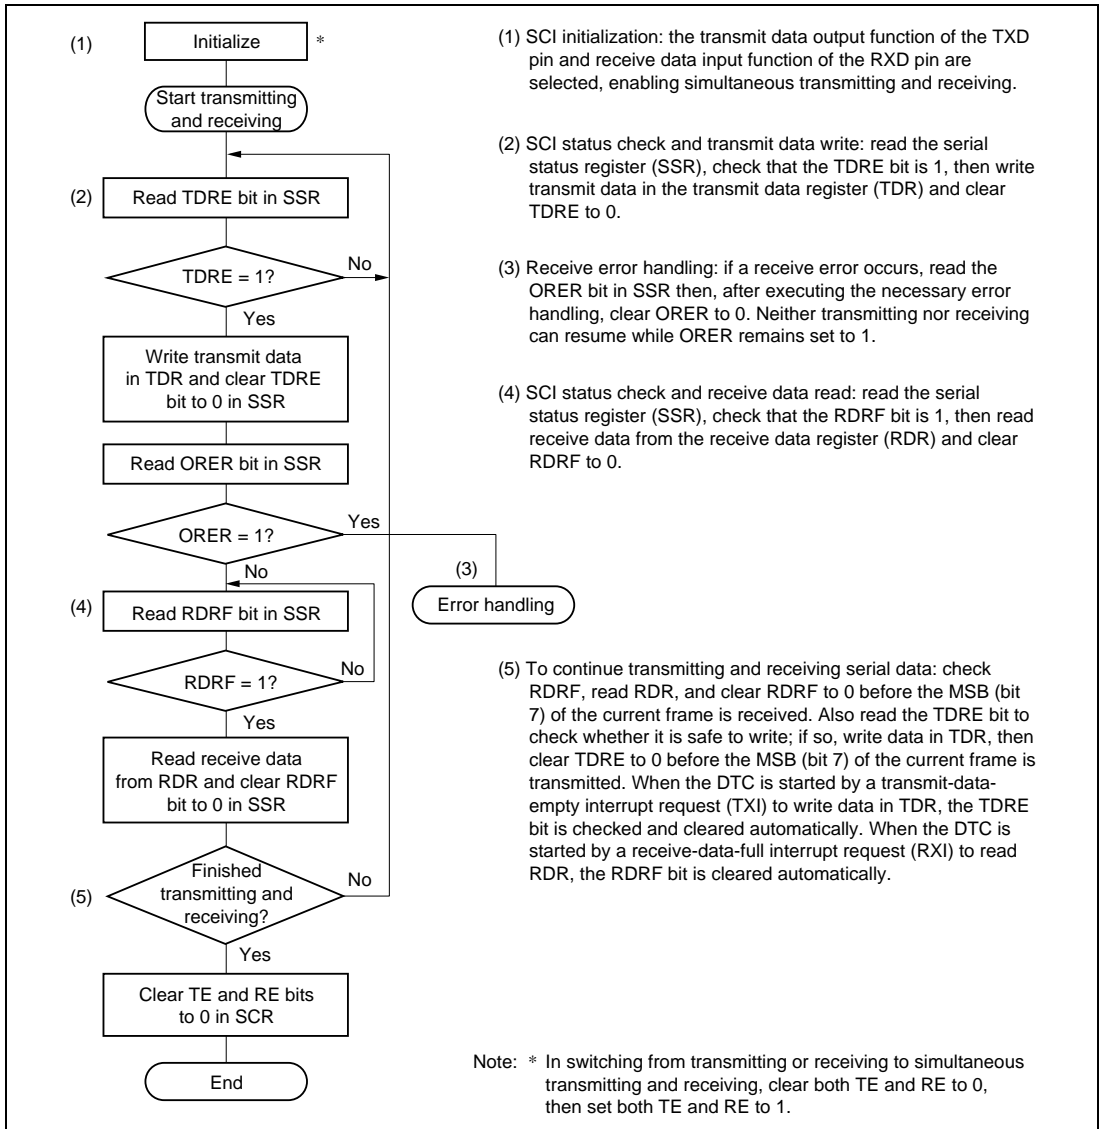 (1)
Initialize
*
Start transmitting
and receiving
(2)
Read TDRE bit in SSR
TDRE = 1?
No
Yes
Write transmit data
in TDR and clear TDRE
bit to 0 in SSR
Read ORER bit in SSR
ORER = 1?
Yes
No
(3)
Error handling
(4)
Read RDRF bit in SSR
RDRF = 1?
No
Yes
Read receive data
from RDR and clear RDRF
bit to 0 in SSR
(5)
Finished
transmitting and
receiving?
No
Yes
Clear TE and RE bits
to 0 in SCR
End
(1) SCI initialization: the transmit data output function of the TXD
pin and receive data input function of the RXD pin are
selected, enabling simultaneous transmitting and receiving.
(2) SCI status check and transmit data write: read the serial
status register (SSR), check that the TDRE bit is 1, then write
transmit data in the transmit data register (TDR) and clear
TDRE to 0.
(3) Receive error handling: if a receive error occurs, read the
ORER bit in SSR then, after executing the necessary error
handling, clear ORER to 0. Neither transmitting nor receiving
can resume while ORER remains set to 1.
(4) SCI status check and receive data read: read the serial
status register (SSR), check that the RDRF bit is 1, then read
receive data from the receive data register (RDR) and clear
RDRF to 0.
(5) To continue transmitting and receiving serial data: check
RDRF, read RDR, and clear RDRF to 0 before the MSB (bit
7) of the current frame is received. Also read the TDRE bit to
check whether it is safe to write; if so, write data in TDR, then
clear TDRE to 0 before the MSB (bit 7) of the current frame is
transmitted. When the DTC is started by a transmit-data-
empty interrupt request (TXI) to write data in TDR, the TDRE
bit is checked and cleared automatically. When the DTC is
started by a receive-data-full interrupt request (RXI) to read
RDR, the RDRF bit is cleared automatically.
Note: * In switching from transmitting or receiving to simultaneous
transmitting and receiving, clear both TE and RE to 0,
then set both TE and RE to 1.